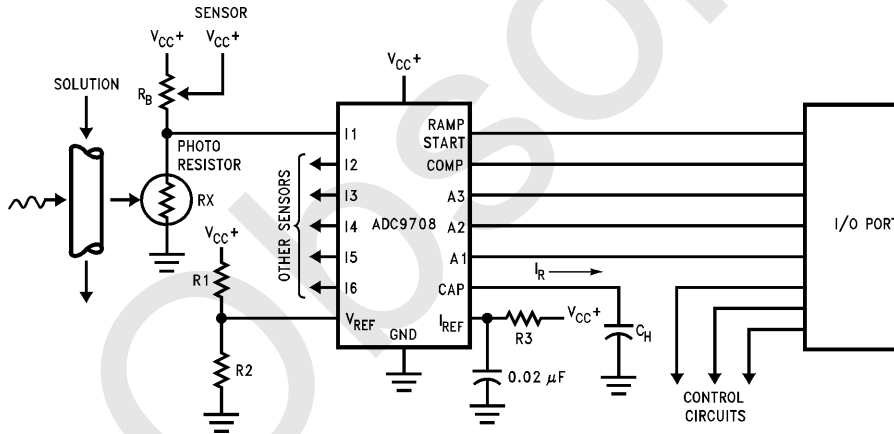 SENSOR
VCC+ VCC+
SOLUTION
RB
PHOTO
RESISTOR
RX
VCC+
R1
R2
OTHER SENSORS
VCC+
I1
I2
I3
I4
I5
I6
VREF
ADC9708
GND
RAMP
START
COMP
A3
A2
A1
CAP
IREF
IR
R3
VCC+
0.02 μF
CH
I/O PORT
CONTROL
CIRCUITS
Obso